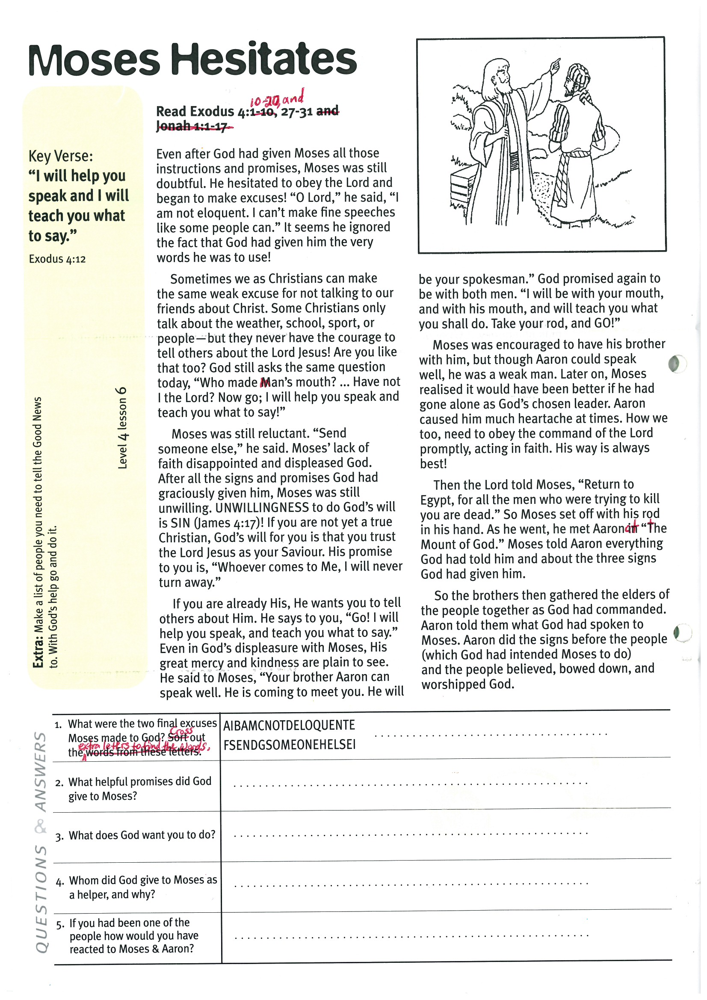 Moses Hesitates
10-20, and
Read Exodus 4:1-10, 27-31 and
Jonah 1:1-17
Key Verse:
“I will help you
speak and I will
teach you what
to say.”
Exodus 4:12
Level 4 lesson 6
Extra: Make a list of people you need to tell the Good News
to. With God’s help go and do it.
Even after God had given Moses all those
instructions and promises, Moses was still
doubtful. He hesitated to obey the Lord and
began to make excuses! “O Lord,” he said, “I
am not eloquent. I can’t make fine speeches
like some people can.” It seems he ignored
the fact that God had given him the very
words he was to use!
Sometimes we as Christians can make
the same weak excuse for not talking to our
friends about Christ. Some Christians only
talk about the weather, school, sport, or
people—but they never have the courage to
tell others about the Lord Jesus! Are you like
that too? God still asks the same question
today, “Who made Man’s mouth? ... Have not
I the Lord? Now go; I will help you speak and
teach you what to say!”
Moses was still reluctant. “Send
someone else,” he said. Moses’ lack of
faith disappointed and displeased God.
After all the signs and promises God had
graciously given him, Moses was still
unwilling. UNWILLINGNESS to do God’s will
is SIN (James 4:17)! If you are not yet a true
Christian, God’s will for you is that you trust
the Lord Jesus as your Saviour. His promise
to you is, “Whoever comes to Me, I will never
turn away.”
If you are already His, He wants you to tell
others about Him. He says to you, “Go! I will
help you speak, and teach you what to say.”
Even in God’s displeasure with Moses, His
great mercy and kindness are plain to see.
He said to Moses, “Your brother Aaron can
speak well. He is coming to meet you. He will
be your spokesman.” God promised again to
be with both men. “I will be with your mouth,
and with his mouth, and will teach you what
you shall do. Take your rod, and GO!”
Moses was encouraged to have his brother
with him, but though Aaron could speak
well, he was a weak man. Later on, Moses
realised it would have been better if he had
gone alone as God’s chosen leader. Aaron
caused him much heartache at times. How we
too, need to obey the command of the Lord
promptly, acting in faith. His way is always
best!
Then the Lord told Moses, “Return to
Egypt, for all the men who were trying to kill
you are dead.” So Moses set off with his rod
in his hand. As he went, he met Aaron at “the
Mount of God.” Moses told Aaron everything
God had told him and about the three signs
God had given him.
So the brothers then gathered the elders of
the people together as God had commanded.
Aaron told them what God had spoken to
Moses. Aaron did the signs before the people
(which God had intended Moses to do)
and the people believed, bowed down, and
worshipped God.
QUESTIONS & ANSWERS
1. What were the two final excuses
Cross
Moses made to God? Sort out
extra letters to find the words.
the words from these letters.
AIBAMCNOTDELOQUENTE
FSENDGSOMEONEHELSEI
2. What helpful promises did God
give to Moses?
3. What does God want you to do?
4. Whom did God give to Moses as
a helper, and why?
5. If you had been one of the
people how would you have
reacted to Moses & Aaron?